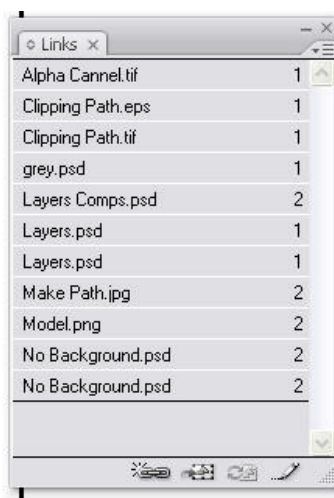 Links
Alpha Cannel.tif 1
Clipping Path.eps 1
Clipping Path.tif 1
grey.psd 1
Layers Comps.psd 2
Layers.psd 1
Layers.psd 1
Make Path.jpg 2
Model.png 2
No Background.psd 2
No Background.psd 2